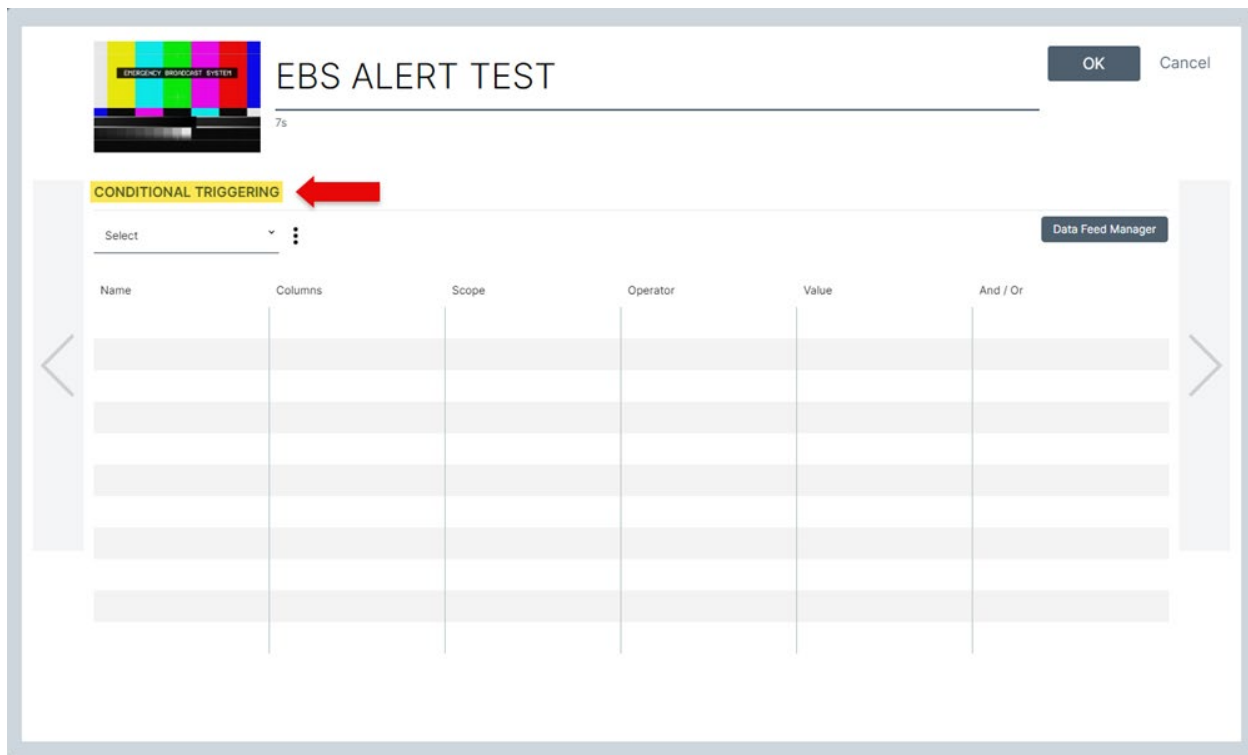 EMERGENCY BROADCAST SYSTEM
EBS ALERT TEST
OK
Cancel
7s
CONDITIONAL TRIGGERING
Select
Data Feed Manager
Name
Columns
Scope
Operator
Value
And / Or